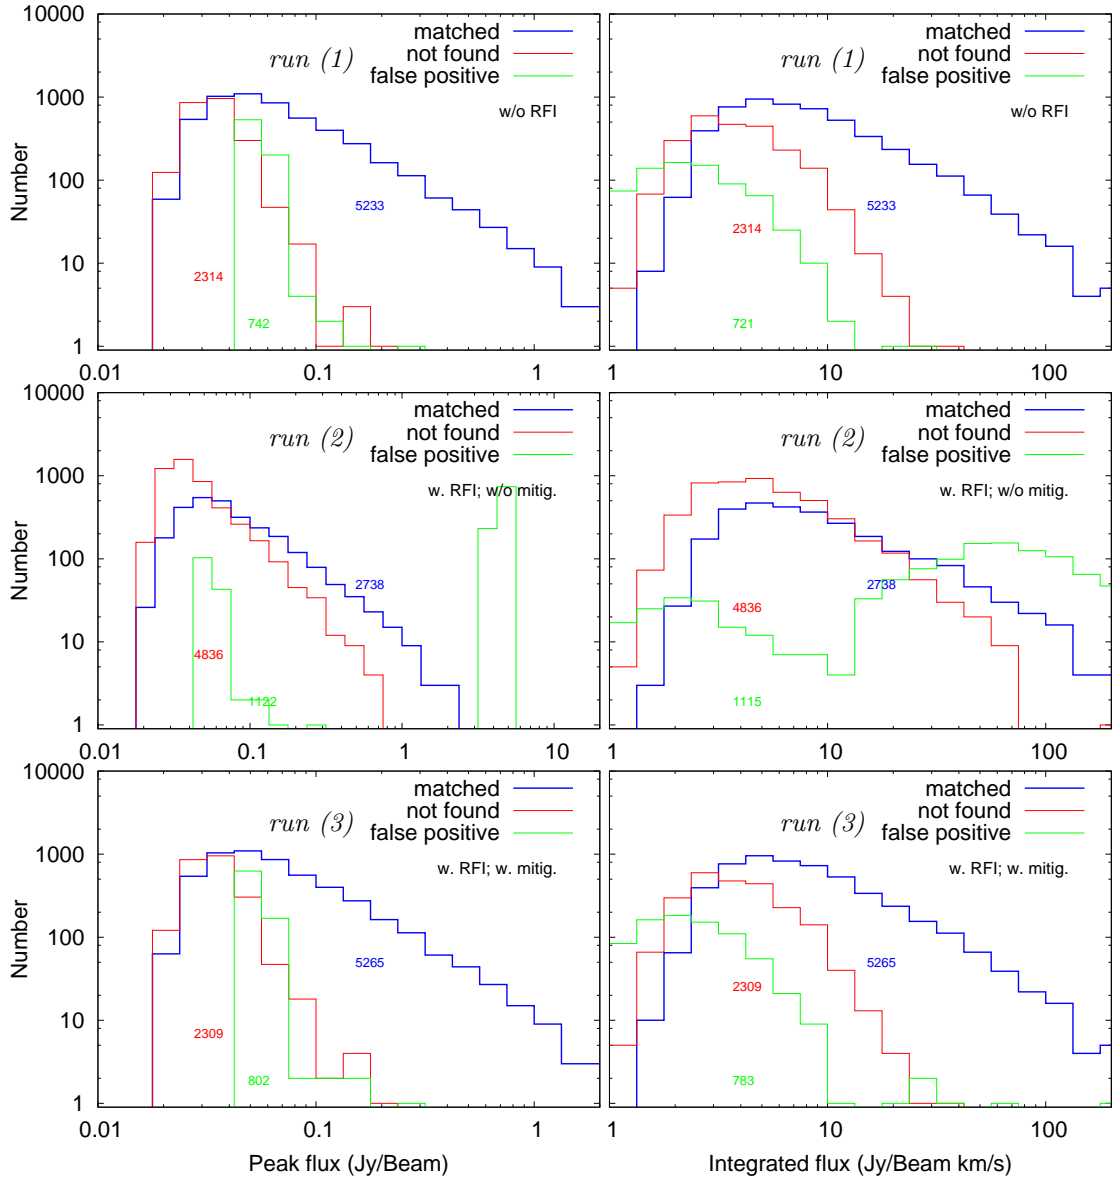 10000
1000
100
10
1
Number
run (1)
matched
not found
false positive
w/o RFI
5233
2314
742
0.01
0.1
1
run (1)
matched
not found
false positive
w/o RFI
5233
2314
721
1
10
100
10000
1000
100
10
1
Number
run (2)
matched
not found
false positive
w. RFI; w/o mitig.
2738
4836
1122
0.01
0.1
1
10
run (2)
matched
not found
false positive
w. RFI; w/o mitig.
2738
4836
1115
1
10
100
10000
1000
100
10
1
Number
run (3)
matched
not found
false positive
w. RFI; w. mitig.
5265
2309
802
0.01
0.1
1
Peak flux (Jy/Beam)
run (3)
matched
not found
false positive
w. RFI; w. mitig.
5265
2309
783
1
10
100
Integrated flux (Jy/Beam km/s)